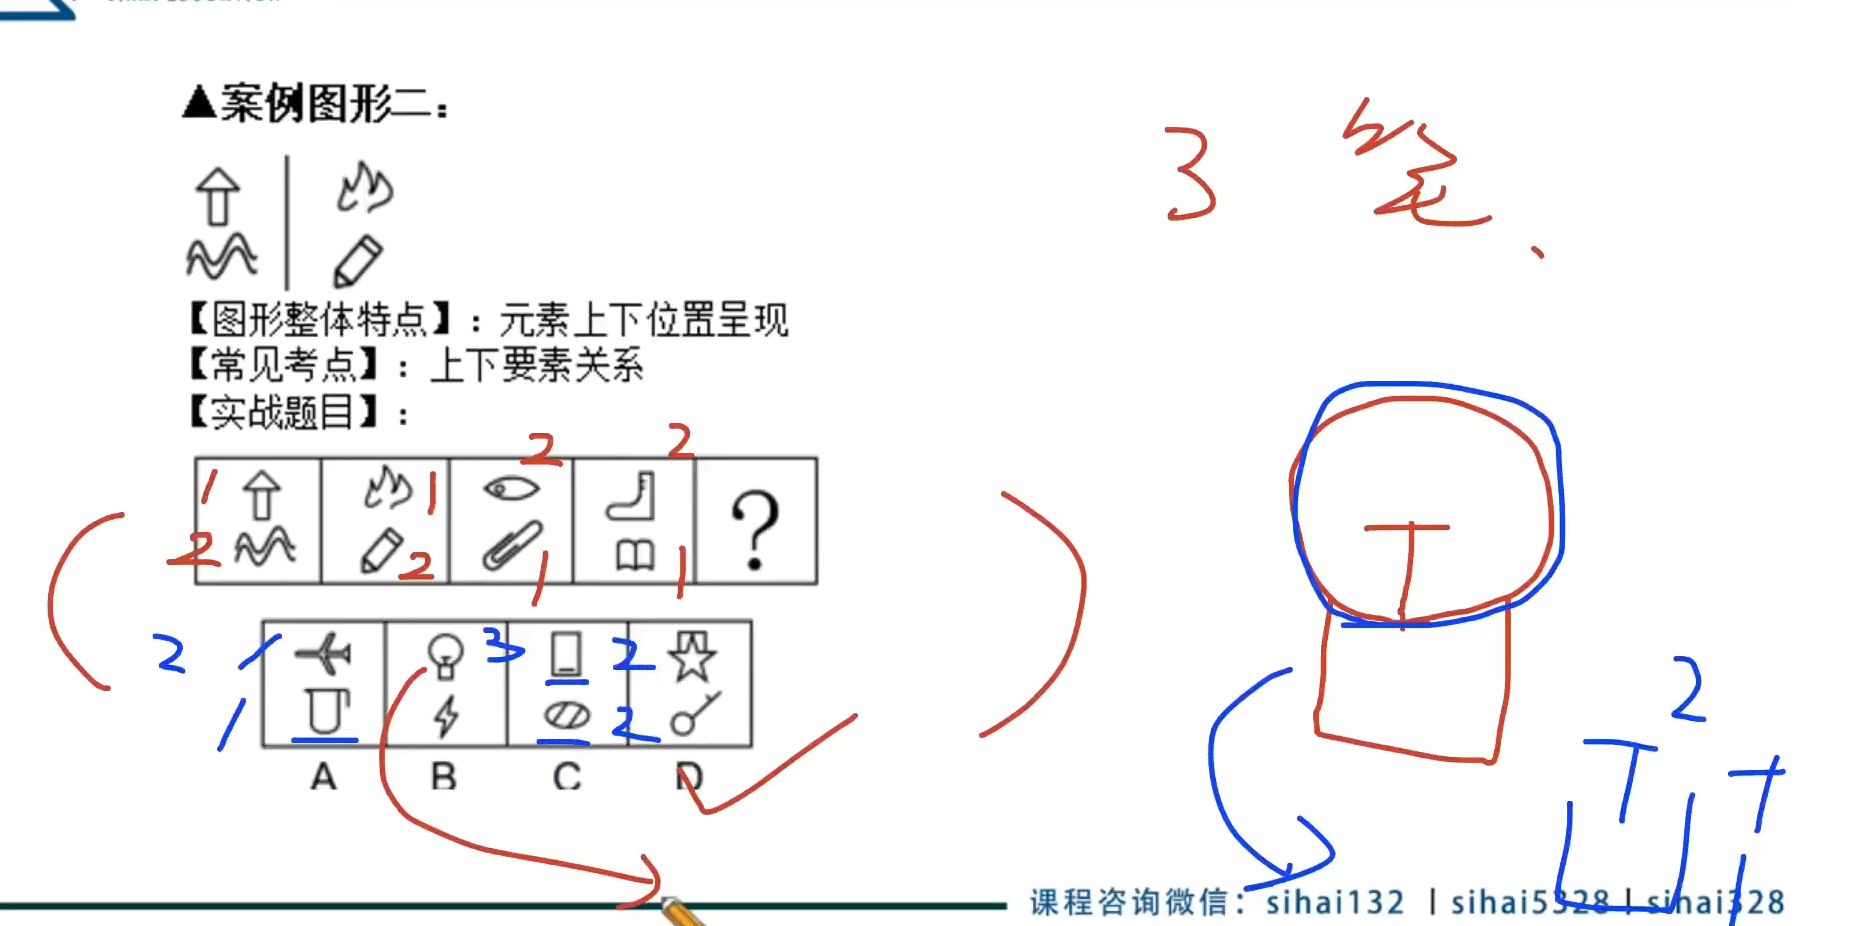 ▲案例图形二：
3 笔
【图形整体特点】：元素上下位置呈现
【常见考点】：上下要素关系
【实战题目】：
2 2
1 1
?
2 2 1 1
T
2 1 3 2
1 2
A B C D
2
T T
课程咨询微信：sihai132 | sihai5328 | sihai328